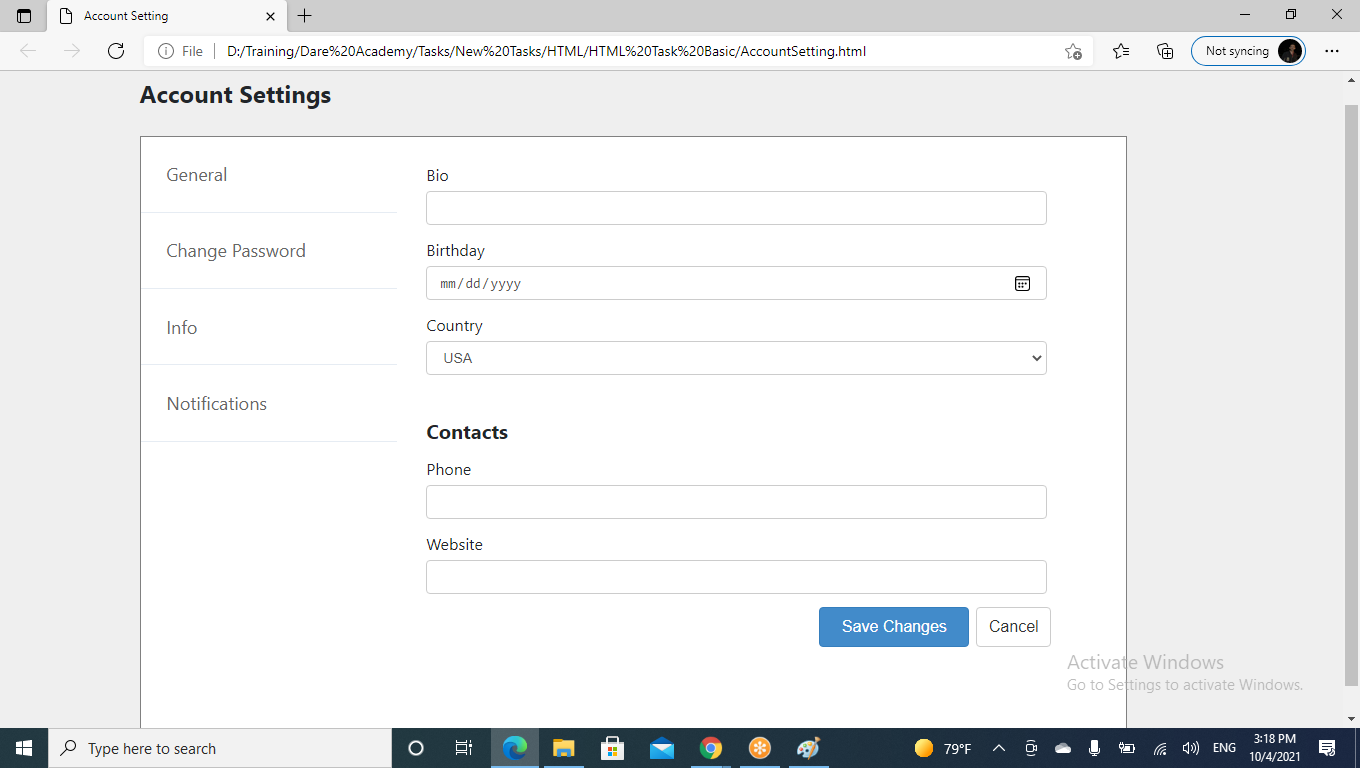 Account Setting
File
D:/Training/Dare%20Academy/Tasks/New%20Tasks/HTML/HTML%20Task%20Basic/AccountSetting.html
Not syncing
Account Settings
General
Change Password
Info
Notifications
Bio
Birthday
mm/dd/yyyy
Country
USA
Contacts
Phone
Website
Save Changes
Cancel
Activate Windows
Go to Settings to activate Windows.
Type here to search
79°F
ENG
3:18 PM
10/4/2021